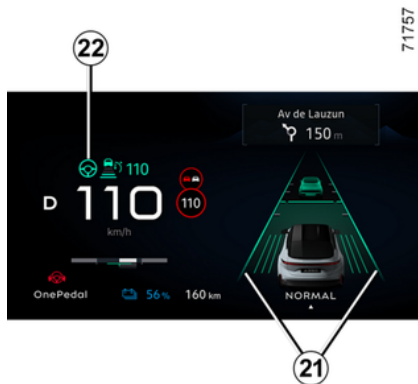 71757
22
Av de Lauzun
150 m
110
D
110
110
km/h
OnePedal
56 %
160 km
NORMAL
21